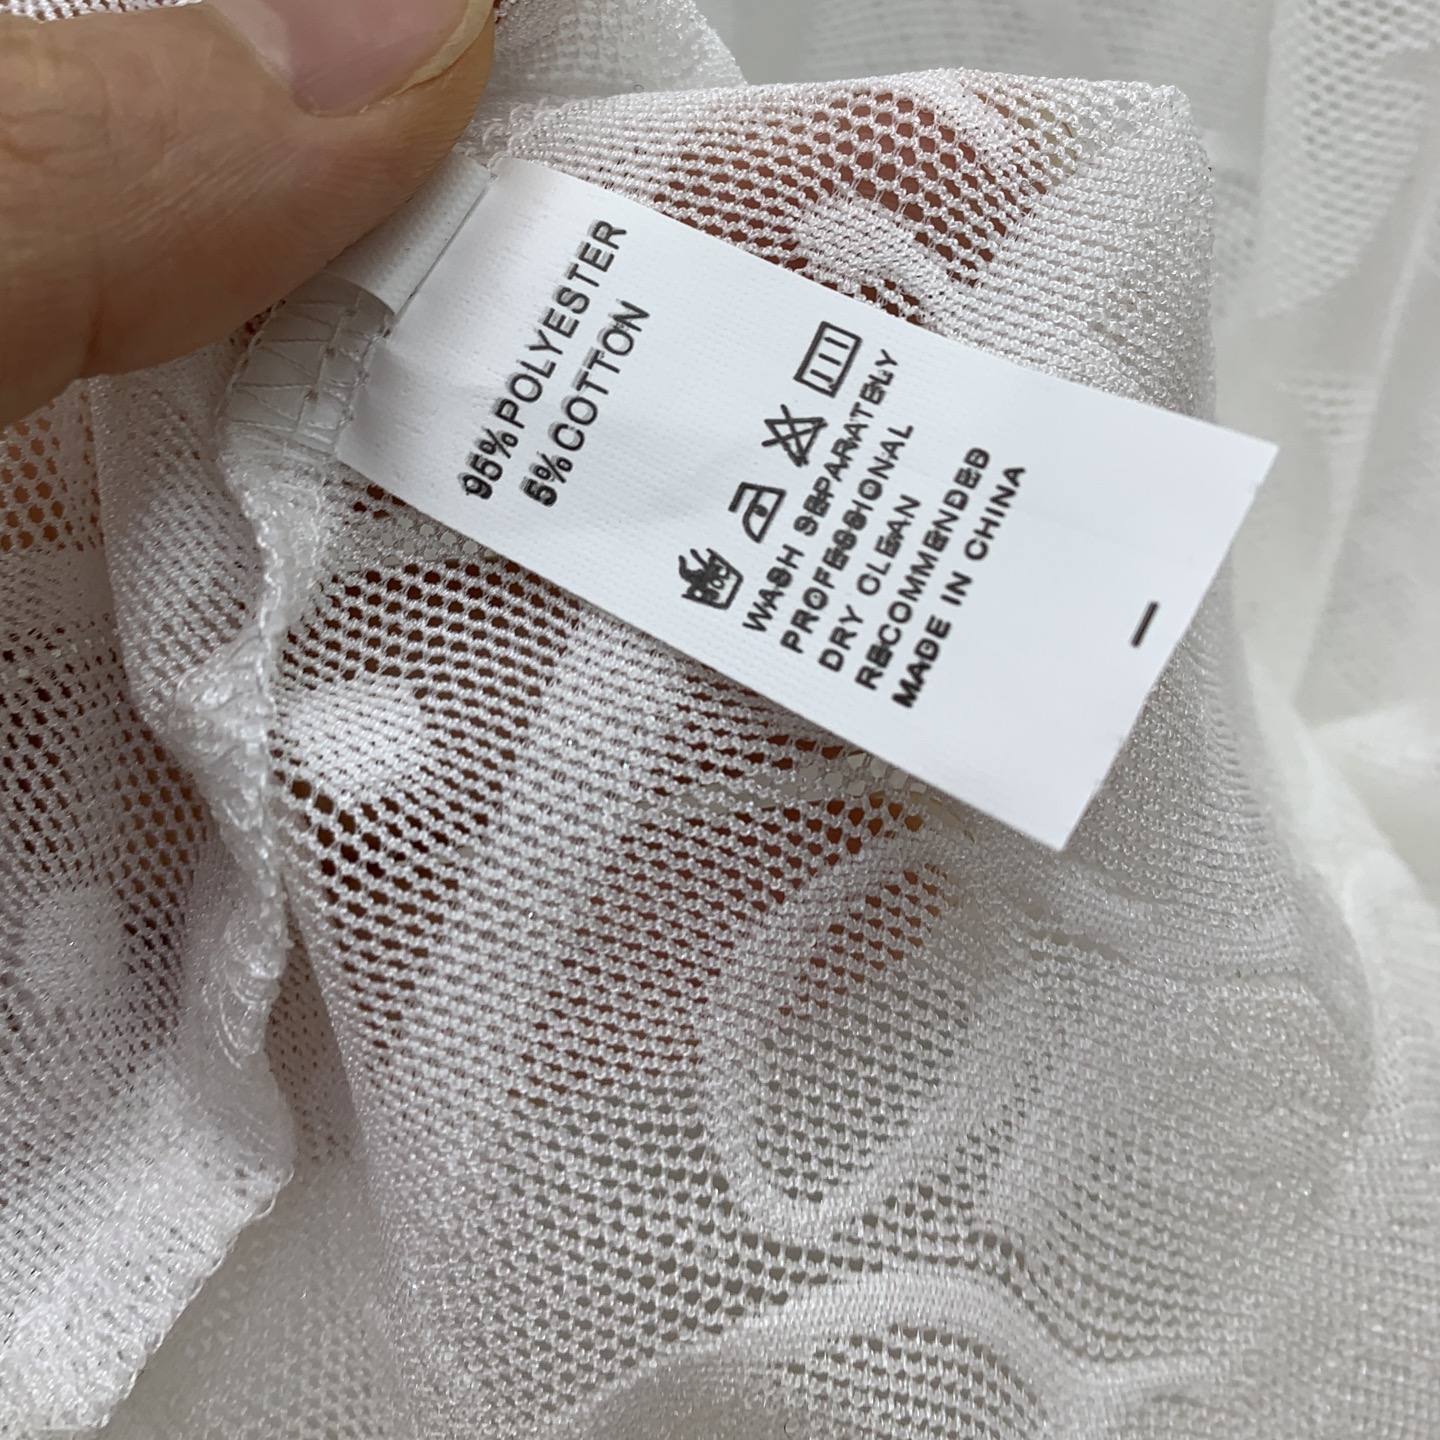 95%POLYESTER
5%COTTON
WASH SEPARATELY
PROFESSIONAL
DRY CLEAN
RECOMMENDED
MADE IN CHINA